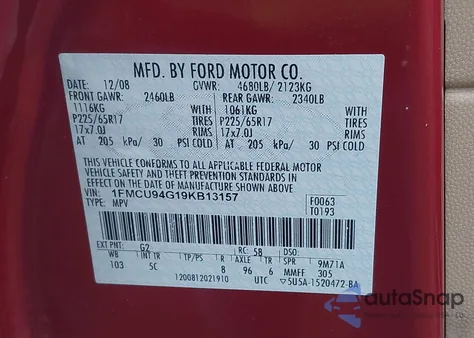 MFD. BY FORD MOTOR CO.
DATE: 12/08 GVWR: 4680LB/ 2123KG
FRONT GAWR: 2460LB REAR GAWR: 2340LB
1116KG WITH 1061KG WITH
P225/65R17 TIRES P225/65R17 TIRES
17x7.0J RIMS 17x7.0J RIMS
AT 205 kPa/ 30 PSI COLD AT 205 kPa/ 30 PSI COLD
THIS VEHICLE CONFORMS TO ALL APPLICABLE FEDERAL MOTOR
VEHICLE SAFETY AND THEFT PREVENTION STANDARDS IN EFFECT
ON THE DATE OF MANUFACTURE SHOWN ABOVE.
VIN: 1FMCU94G19KB13157 F0063
TYPE: MPV T0193
EXT PNT: G2 RC: 58 DSO:
WB INT TR TP/PS R AXLE TR SPR 9M71A
103 5C 8 96 6 MMFF 305
1200812021910 UTC ▽5U5A-1520472-BA
autoSnap